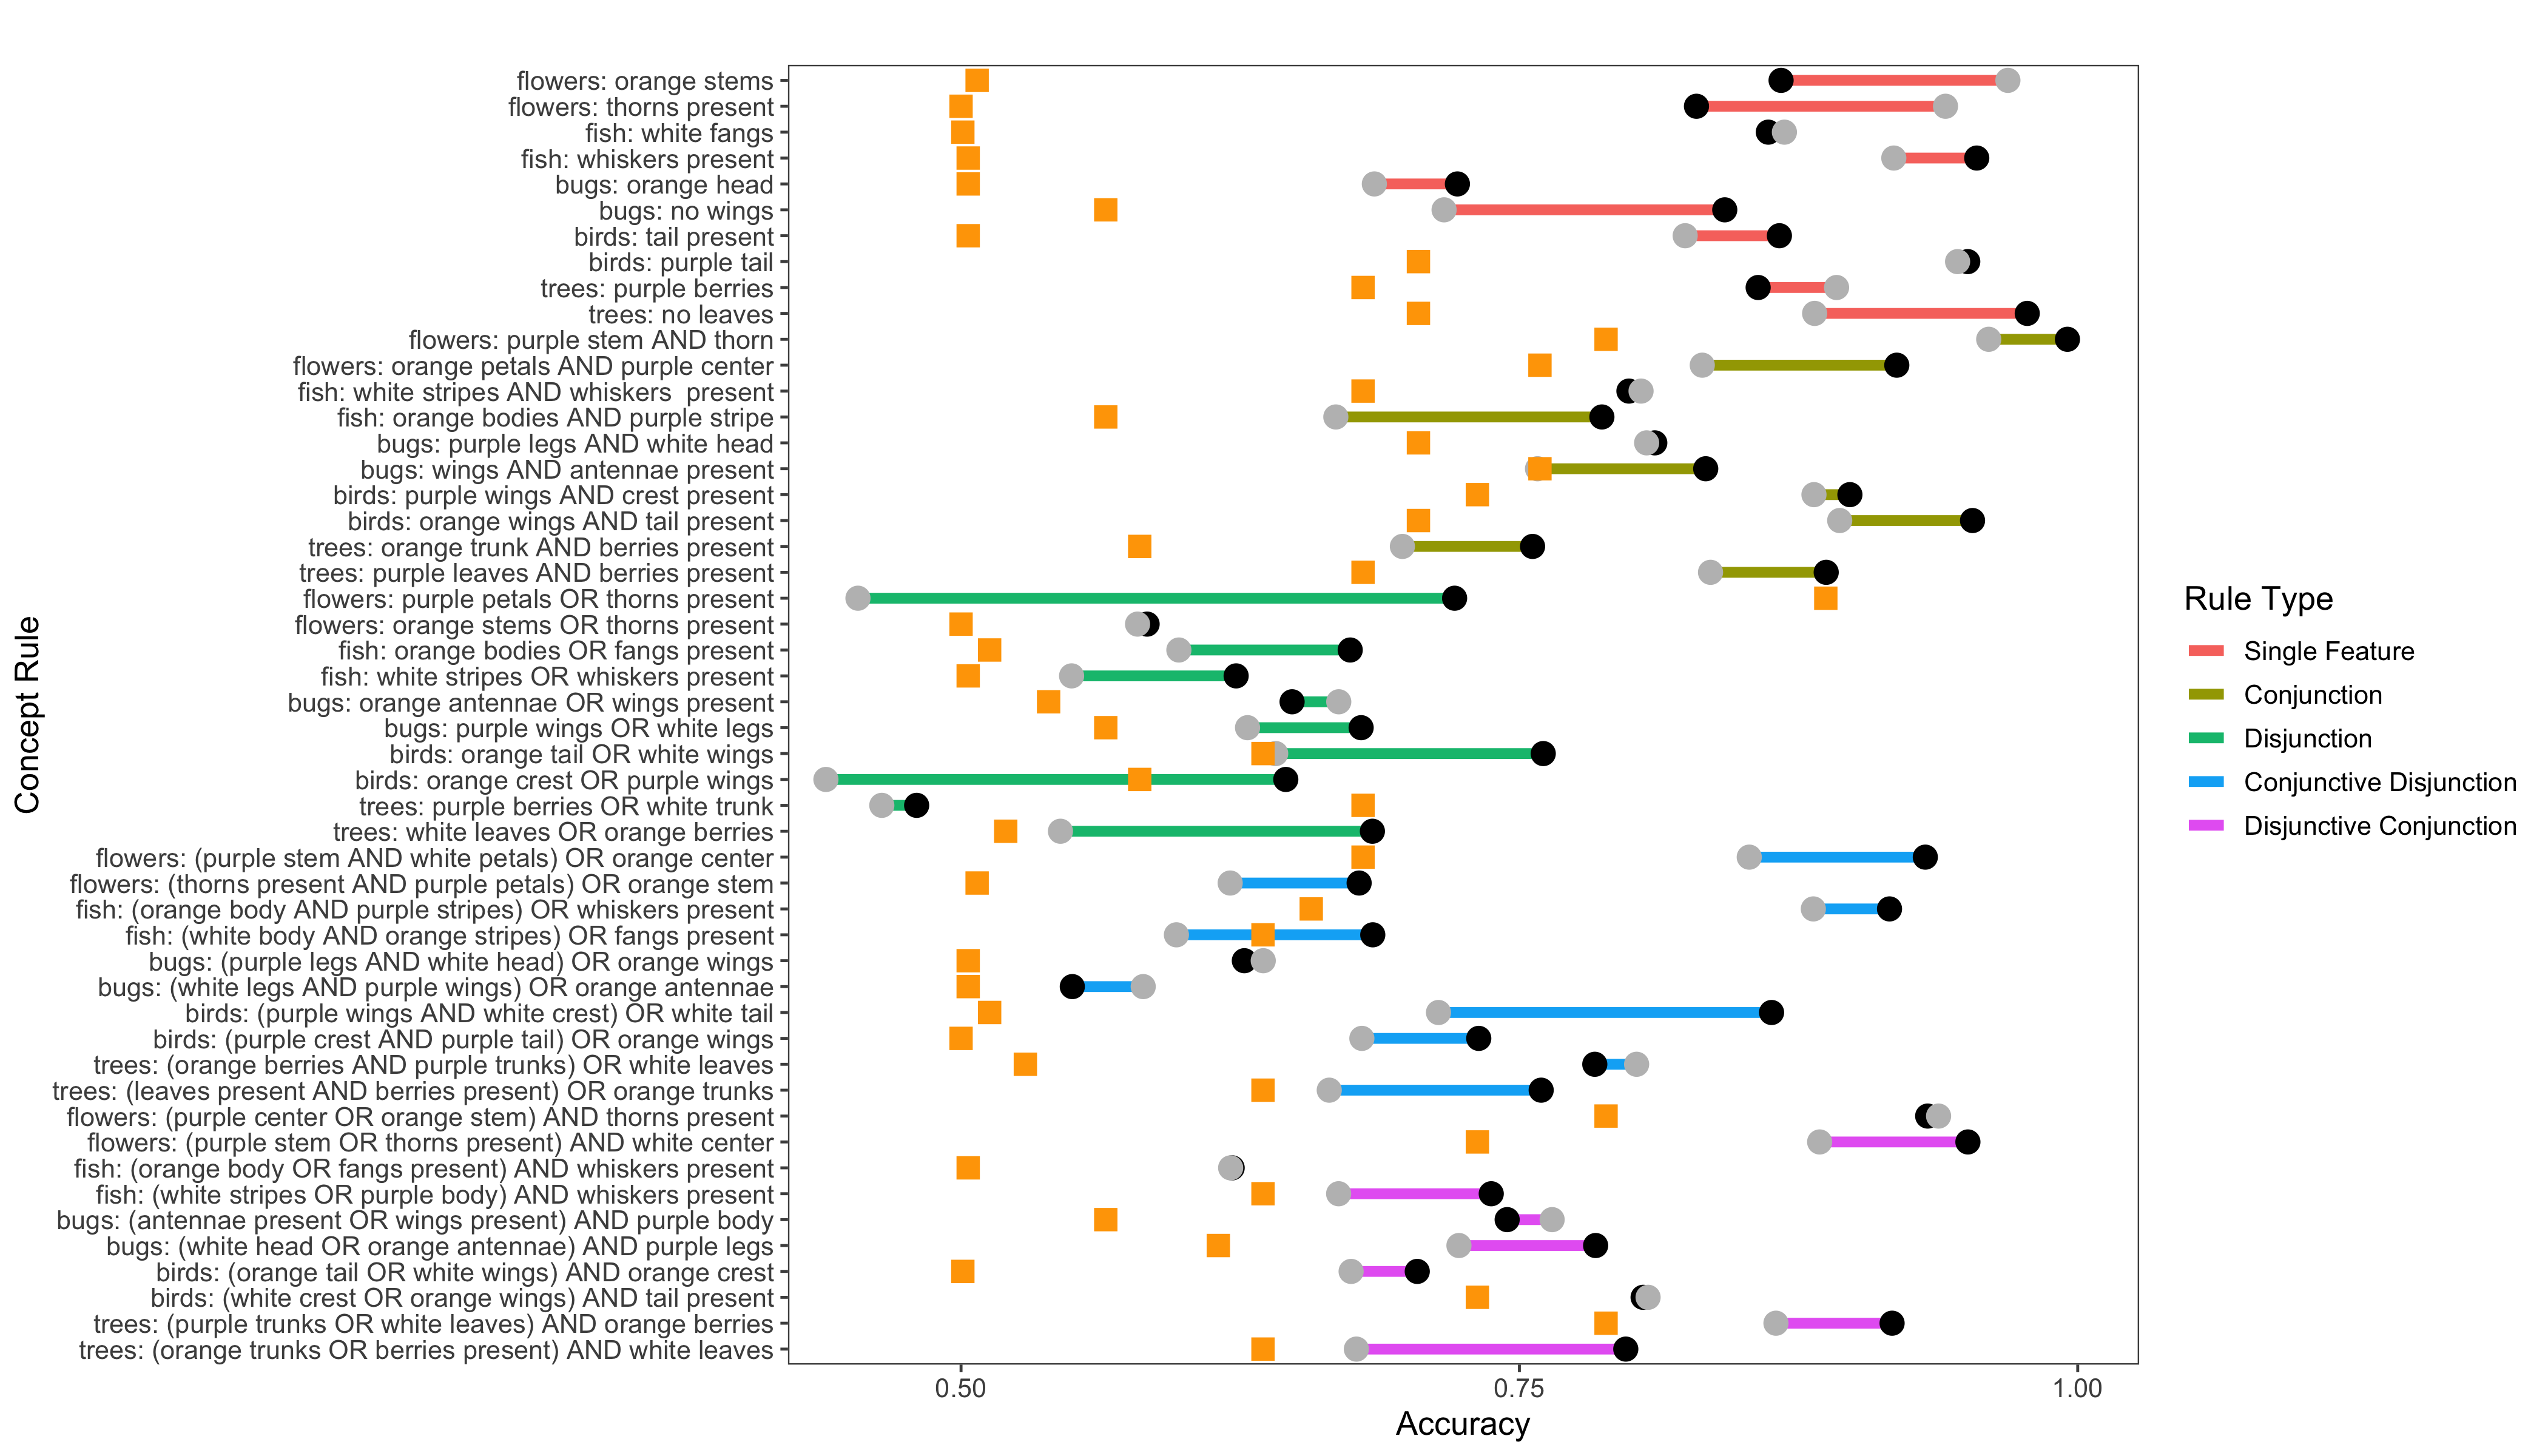 flowers: orange stems
flowers: thorns present
fish: white fangs
fish: whiskers present
bugs: orange head
bugs: no wings
birds: tail present
birds: purple tail
trees: purple berries
trees: no leaves
flowers: purple stem AND thorn
flowers: orange petals AND purple center
fish: white stripes AND whiskers  present
fish: orange bodies AND purple stripe
bugs: purple legs AND white head
bugs: wings AND antennae present
birds: purple wings AND crest present
birds: orange wings AND tail present
trees: orange trunk AND berries present
trees: purple leaves AND berries present
flowers: purple petals OR thorns present
flowers: orange stems OR thorns present
fish: orange bodies OR fangs present
fish: white stripes OR whiskers present
bugs: orange antennae OR wings present
bugs: purple wings OR white legs
birds: orange tail OR white wings
birds: orange crest OR purple wings
trees: purple berries OR white trunk
trees: white leaves OR orange berries
flowers: (purple stem AND white petals) OR orange center
flowers: (thorns present AND purple petals) OR orange stem
fish: (orange body AND purple stripes) OR whiskers present
fish: (white body AND orange stripes) OR fangs present
bugs: (purple legs AND white head) OR orange wings
bugs: (white legs AND purple wings) OR orange antennae
birds: (purple wings AND white crest) OR white tail
birds: (purple crest AND purple tail) OR orange wings
trees: (orange berries AND purple trunks) OR white leaves
trees: (leaves present AND berries present) OR orange trunks
flowers: (purple center OR orange stem) AND thorns present
flowers: (purple stem OR thorns present) AND white center
fish: (orange body OR fangs present) AND whiskers present
fish: (white stripes OR purple body) AND whiskers present
bugs: (antennae present OR wings present) AND purple body
bugs: (white head OR orange antennae) AND purple legs
birds: (orange tail OR white wings) AND orange crest
birds: (white crest OR orange wings) AND tail present
trees: (purple trunks OR white leaves) AND orange berries
trees: (orange trunks OR berries present) AND white leaves
Concept Rule
0.50
0.75
1.00
Accuracy
Rule Type
Single Feature
Conjunction
Disjunction
Conjunctive Disjunction
Disjunctive Conjunction